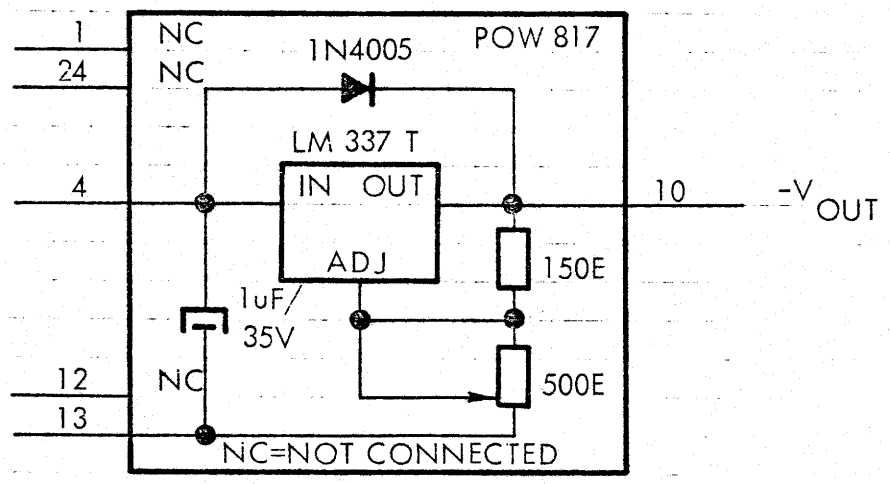 1
NC
POW 817
24
NC
1N4005
LM 337 T
4
IN OUT
10
-V OUT
ADJ
150E
1uF/
35V
12
NC
500E
13
NC=NOT CONNECTED